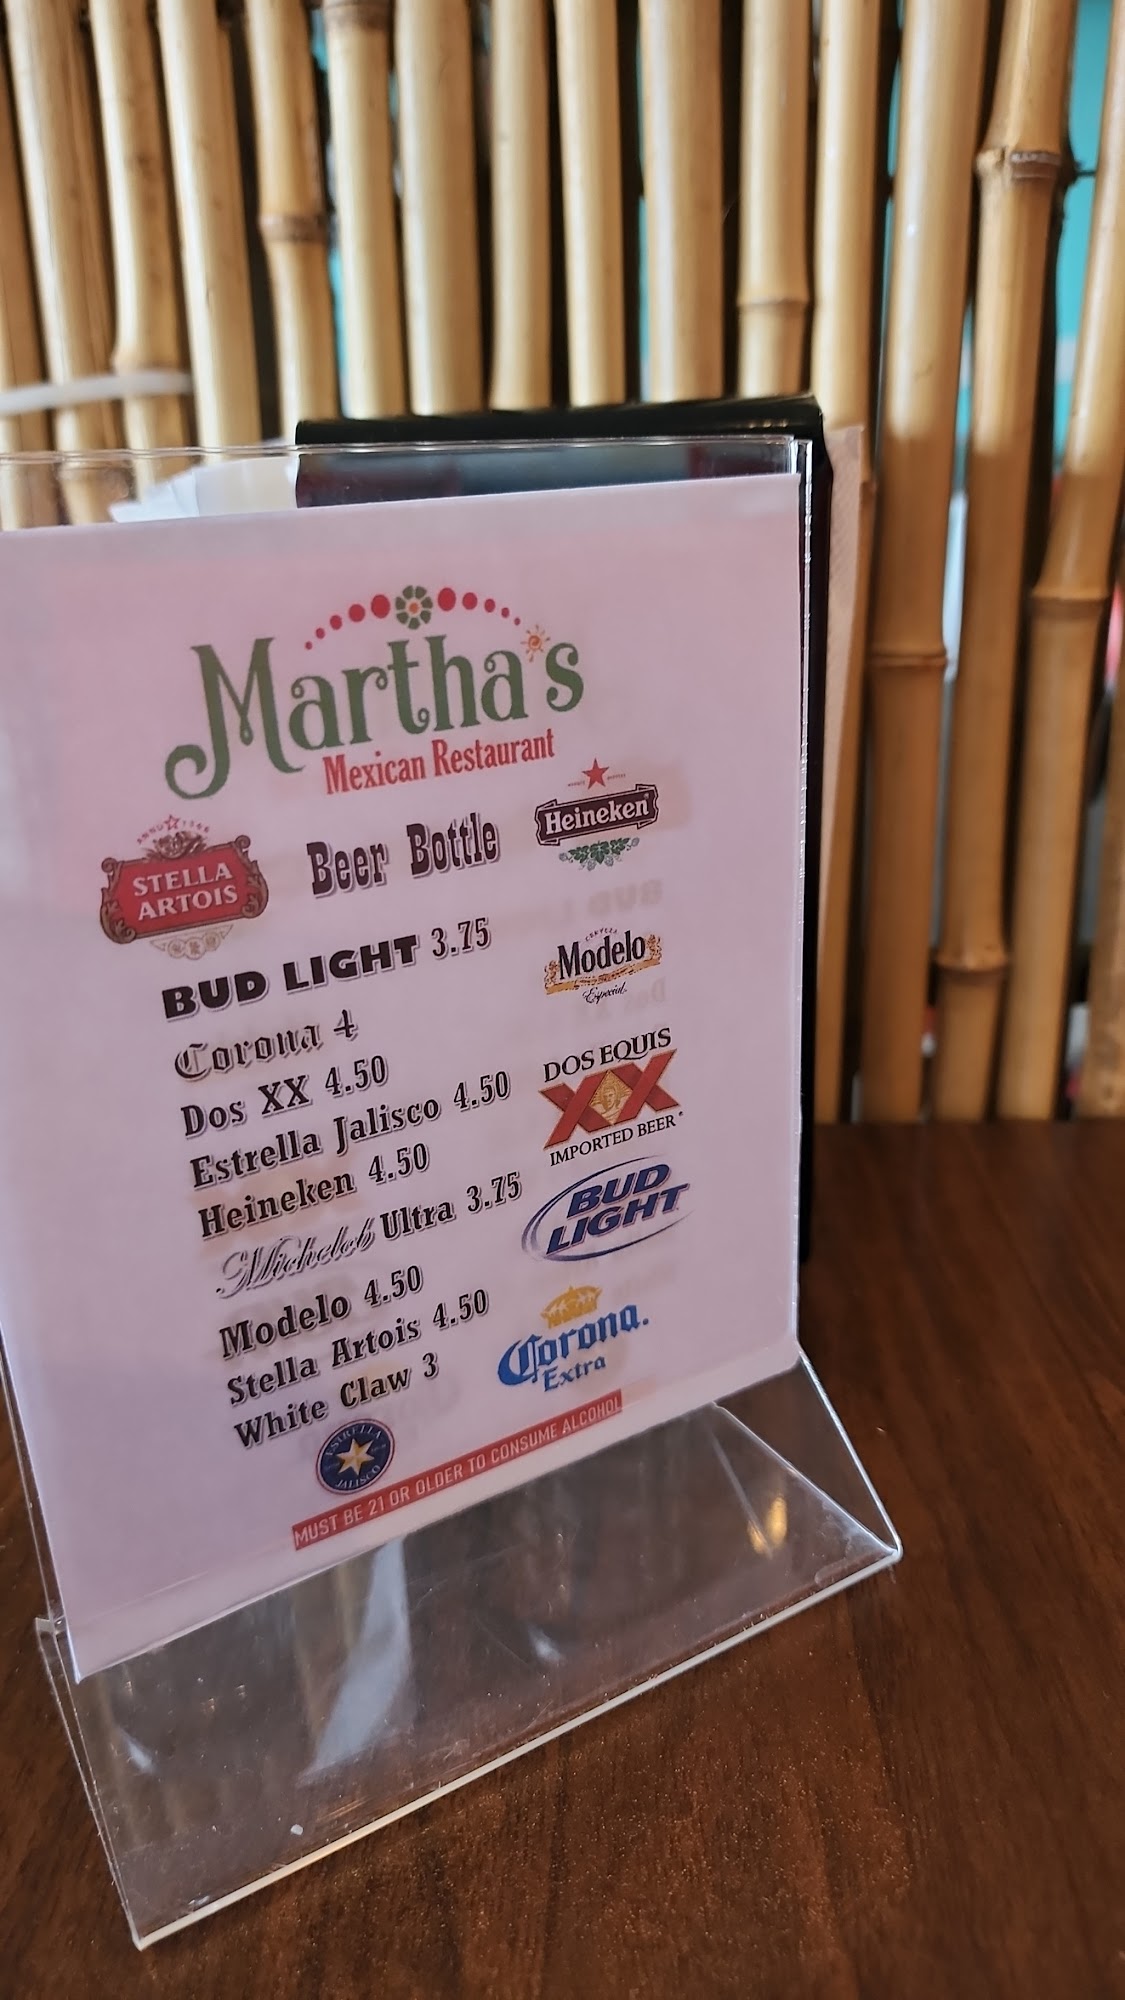 Martha's
Mexican Restaurant
ANNO 1366
STELLA
ARTOIS
Beer Bottle
Heineken
BUD LIGHT 3.75
Corona 4
Dos XX 4.50
Estrella Jalisco 4.50
Heineken 4.50
Michelob Ultra 3.75
Modelo 4.50
Stella Artois 4.50
White Claw 3
Modelo
Especial
DOS EQUIS
XX
IMPORTED BEER
BUD
LIGHT
Corona
Extra
ESTRELLA
JALISCO
MUST BE 21 OR OLDER TO CONSUME ALCOHOL